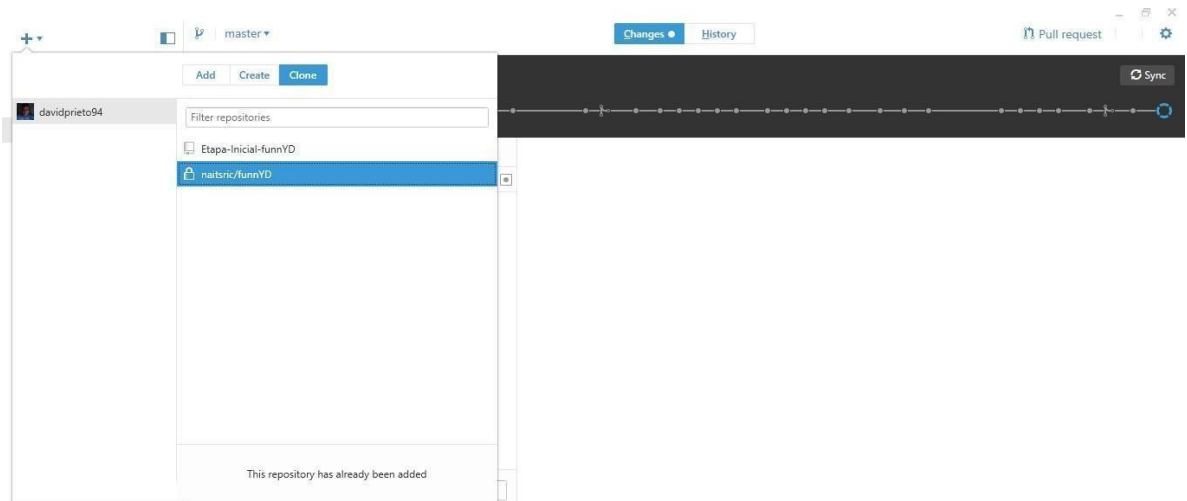 master
Changes
History
Pull request
Add
Create
Clone
Sync
davidprieto94
Filter repositories
Etapa-Inicial-funnYD
naitsric/funnYD
This repository has already been added